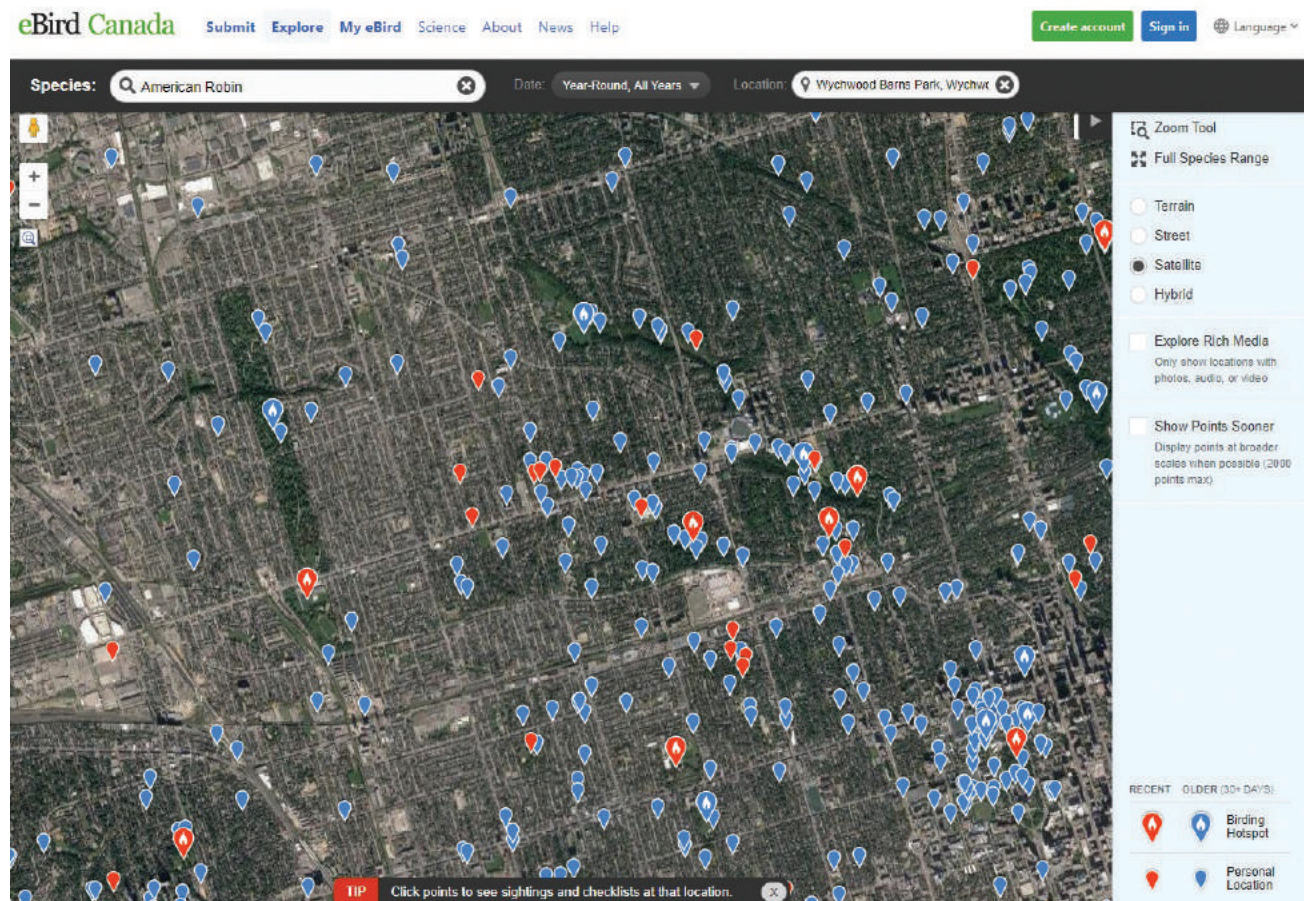 eBird Canada Submit Explore My eBird Science About News Help Create account Sign in Language
Species: American Robin Date: Year-Round, All Years Location: Wychwood Barns Park, Wychwo
Zoom Tool
Full Species Range
Terrain
Street
Satellite
Hybrid
Explore Rich Media
Only show locations with
photos, audio, or video
Show Points Sooner
Display points at broader
scales when possible (2000
points max)
RECENT OLDER (30+ DAYS)
Birding
Hotspot
Personal
Location
TIP Click points to see sightings and checklists at that location. x